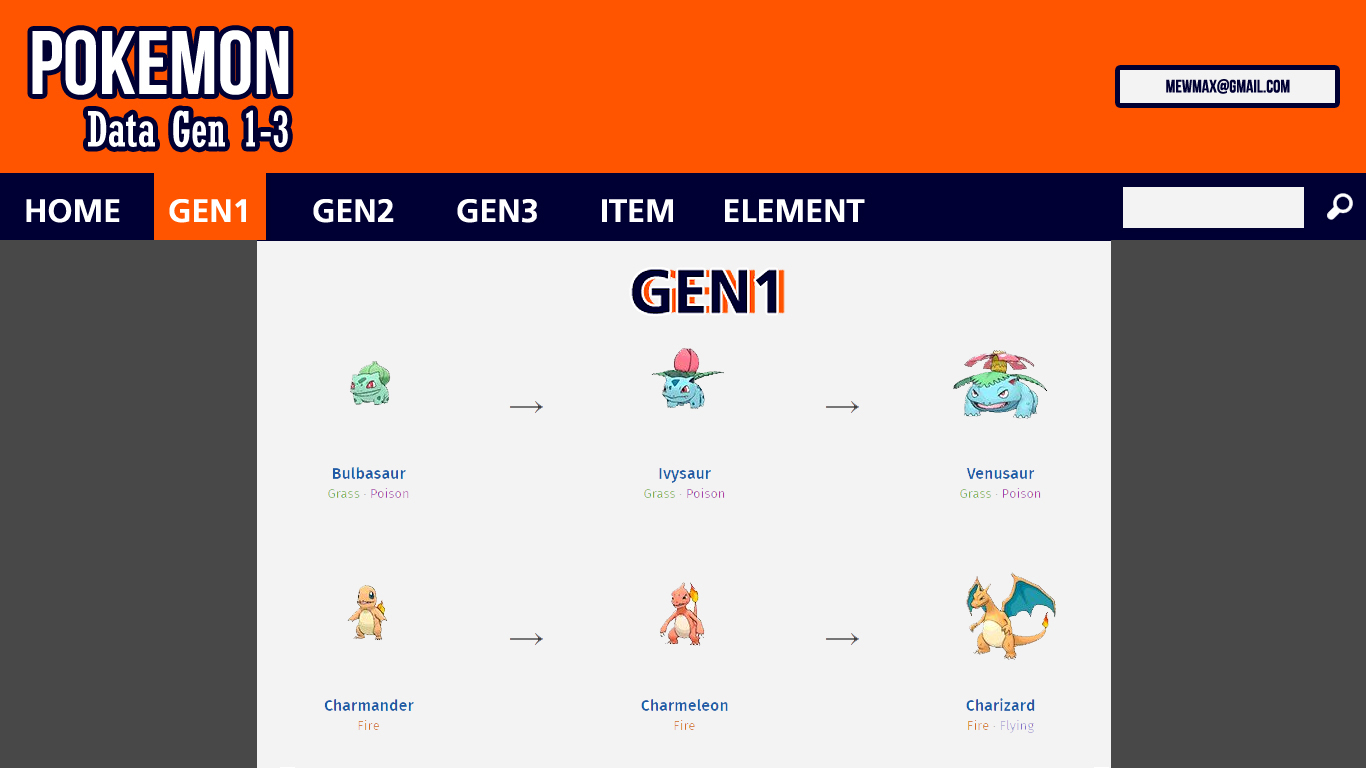 POKEMON
Data Gen 1-3
MEWMAX@GMAIL.COM
HOME GEN1 GEN2 GEN3 ITEM ELEMENT
GEN1
Bulbasaur Ivysaur Venusaur
Grass · Poison Grass · Poison Grass · Poison
Charmander Charmeleon Charizard
Fire Fire Fire · Flying